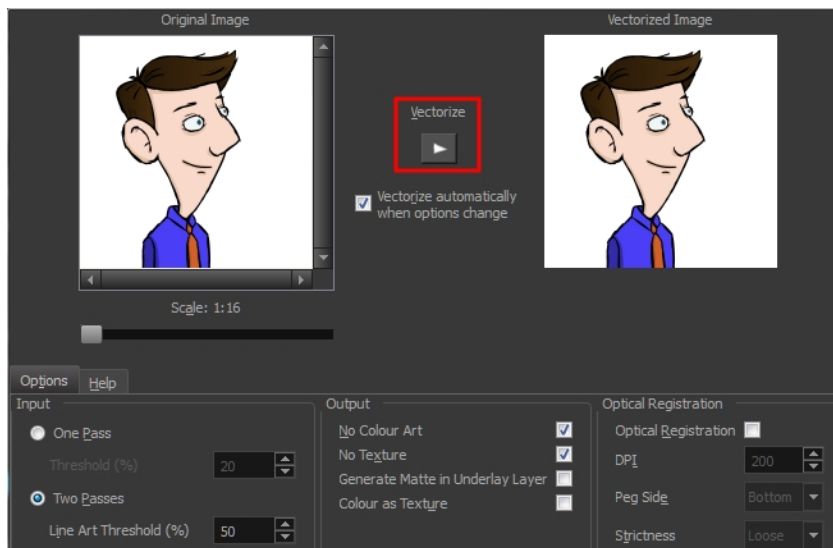 Original Image
Vectorized Image
Vectorize
Vectorize automatically
when options change
Scale: 1:16
Options
Help
Input
One Pass
Threshold (%)
20
Two Passes
Line Art Threshold (%)
50
Output
No Colour Art
No Texture
Generate Matte in Underlay Layer
Colour as Texture
Optical Registration
Optical Registration
DPI
200
Peg Side
Bottom
Strictness
Loose